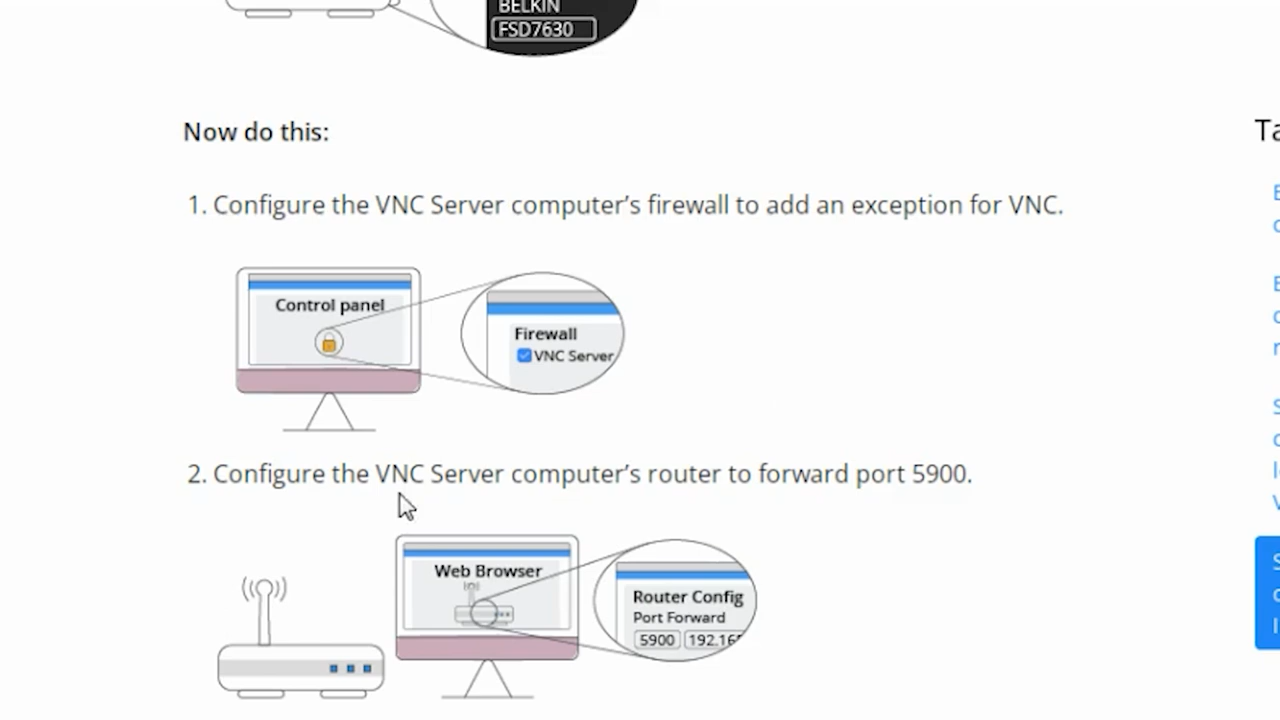 BELKIN
FSD7630
Now do this:
1. Configure the VNC Server computer’s firewall to add an exception for VNC.
Control panel
Firewall
VNC Server
2. Configure the VNC Server computer’s router to forward port 5900.
Web Browser
Router Config
Port Forward
5900 192.16